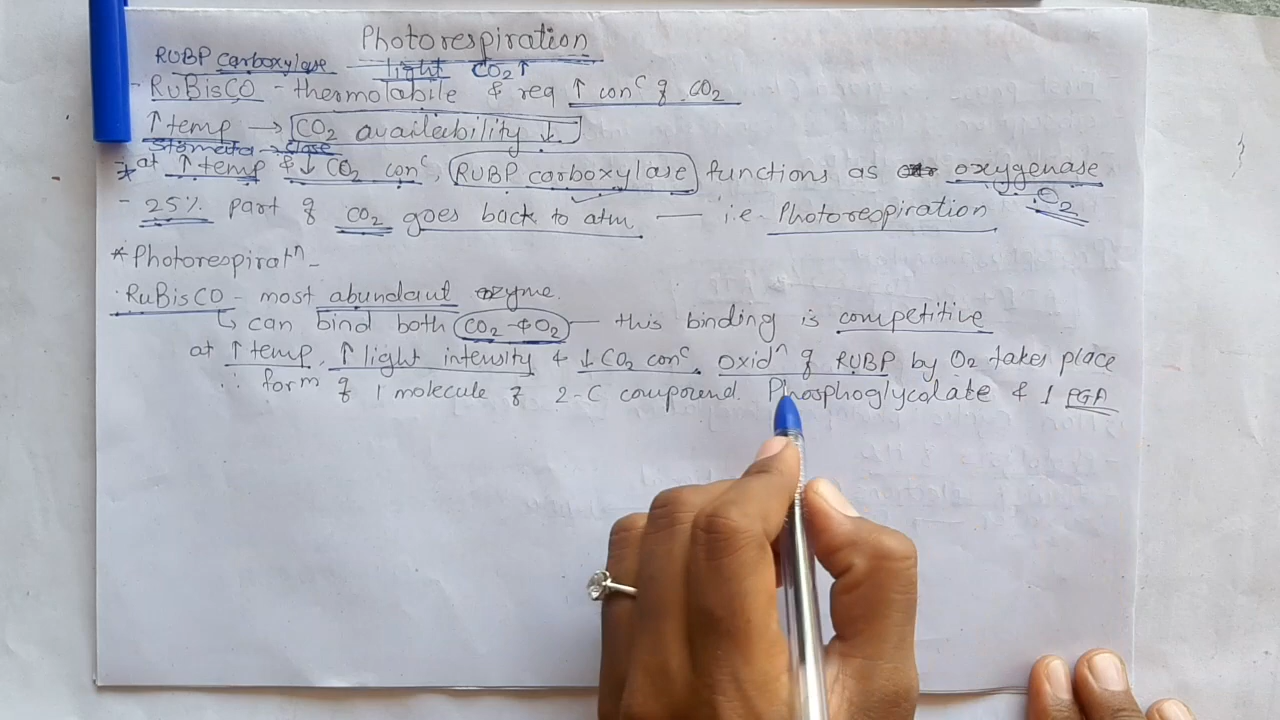 Photorespiration
RUBP carboxylase light CO2 ↑
- RuBisCO - thermolabile & req ↑ conc of CO2
↑ temp → CO2 availeebility ↓
Stomata → close
* at ↑ temp & ↓ CO2 conc, RUBP carboxylase functions as oxygenase
- 25% part of CO2 goes back to atm — i.e. Photorespiration O2
* Photorespiratn -
RuBisCO - most abundant enzyme.
↳ can bind both CO2 & O2 — this binding is competitive
at ↑ temp, ↑ light intensity & ↓ CO2 conc, Oxidn of RUBP by O2 takes place
∴ form of 1 molecule of 2-C compound. Phosphoglycolate & 1 PGA